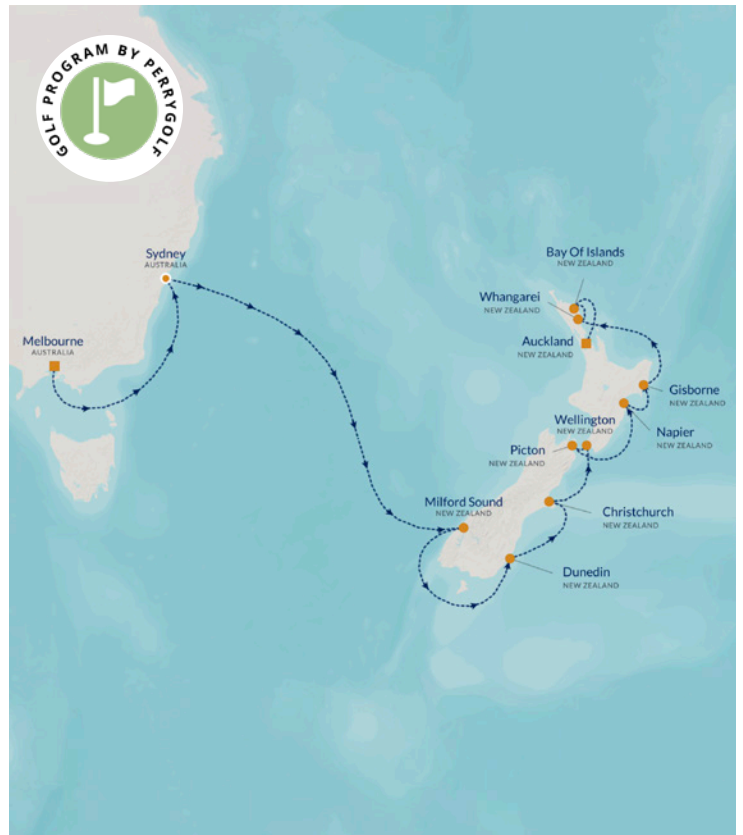 GOLF PROGRAM BY PERRYGOLF
Sydney
AUSTRALIA
Melbourne
AUSTRALIA
Bay Of Islands
NEW ZEALAND
Whangarei
NEW ZEALAND
Auckland
NEW ZEALAND
Gisborne
NEW ZEALAND
Wellington
NEW ZEALAND
Napier
NEW ZEALAND
Picton
NEW ZEALAND
Milford Sound
NEW ZEALAND
Christchurch
NEW ZEALAND
Dunedin
NEW ZEALAND